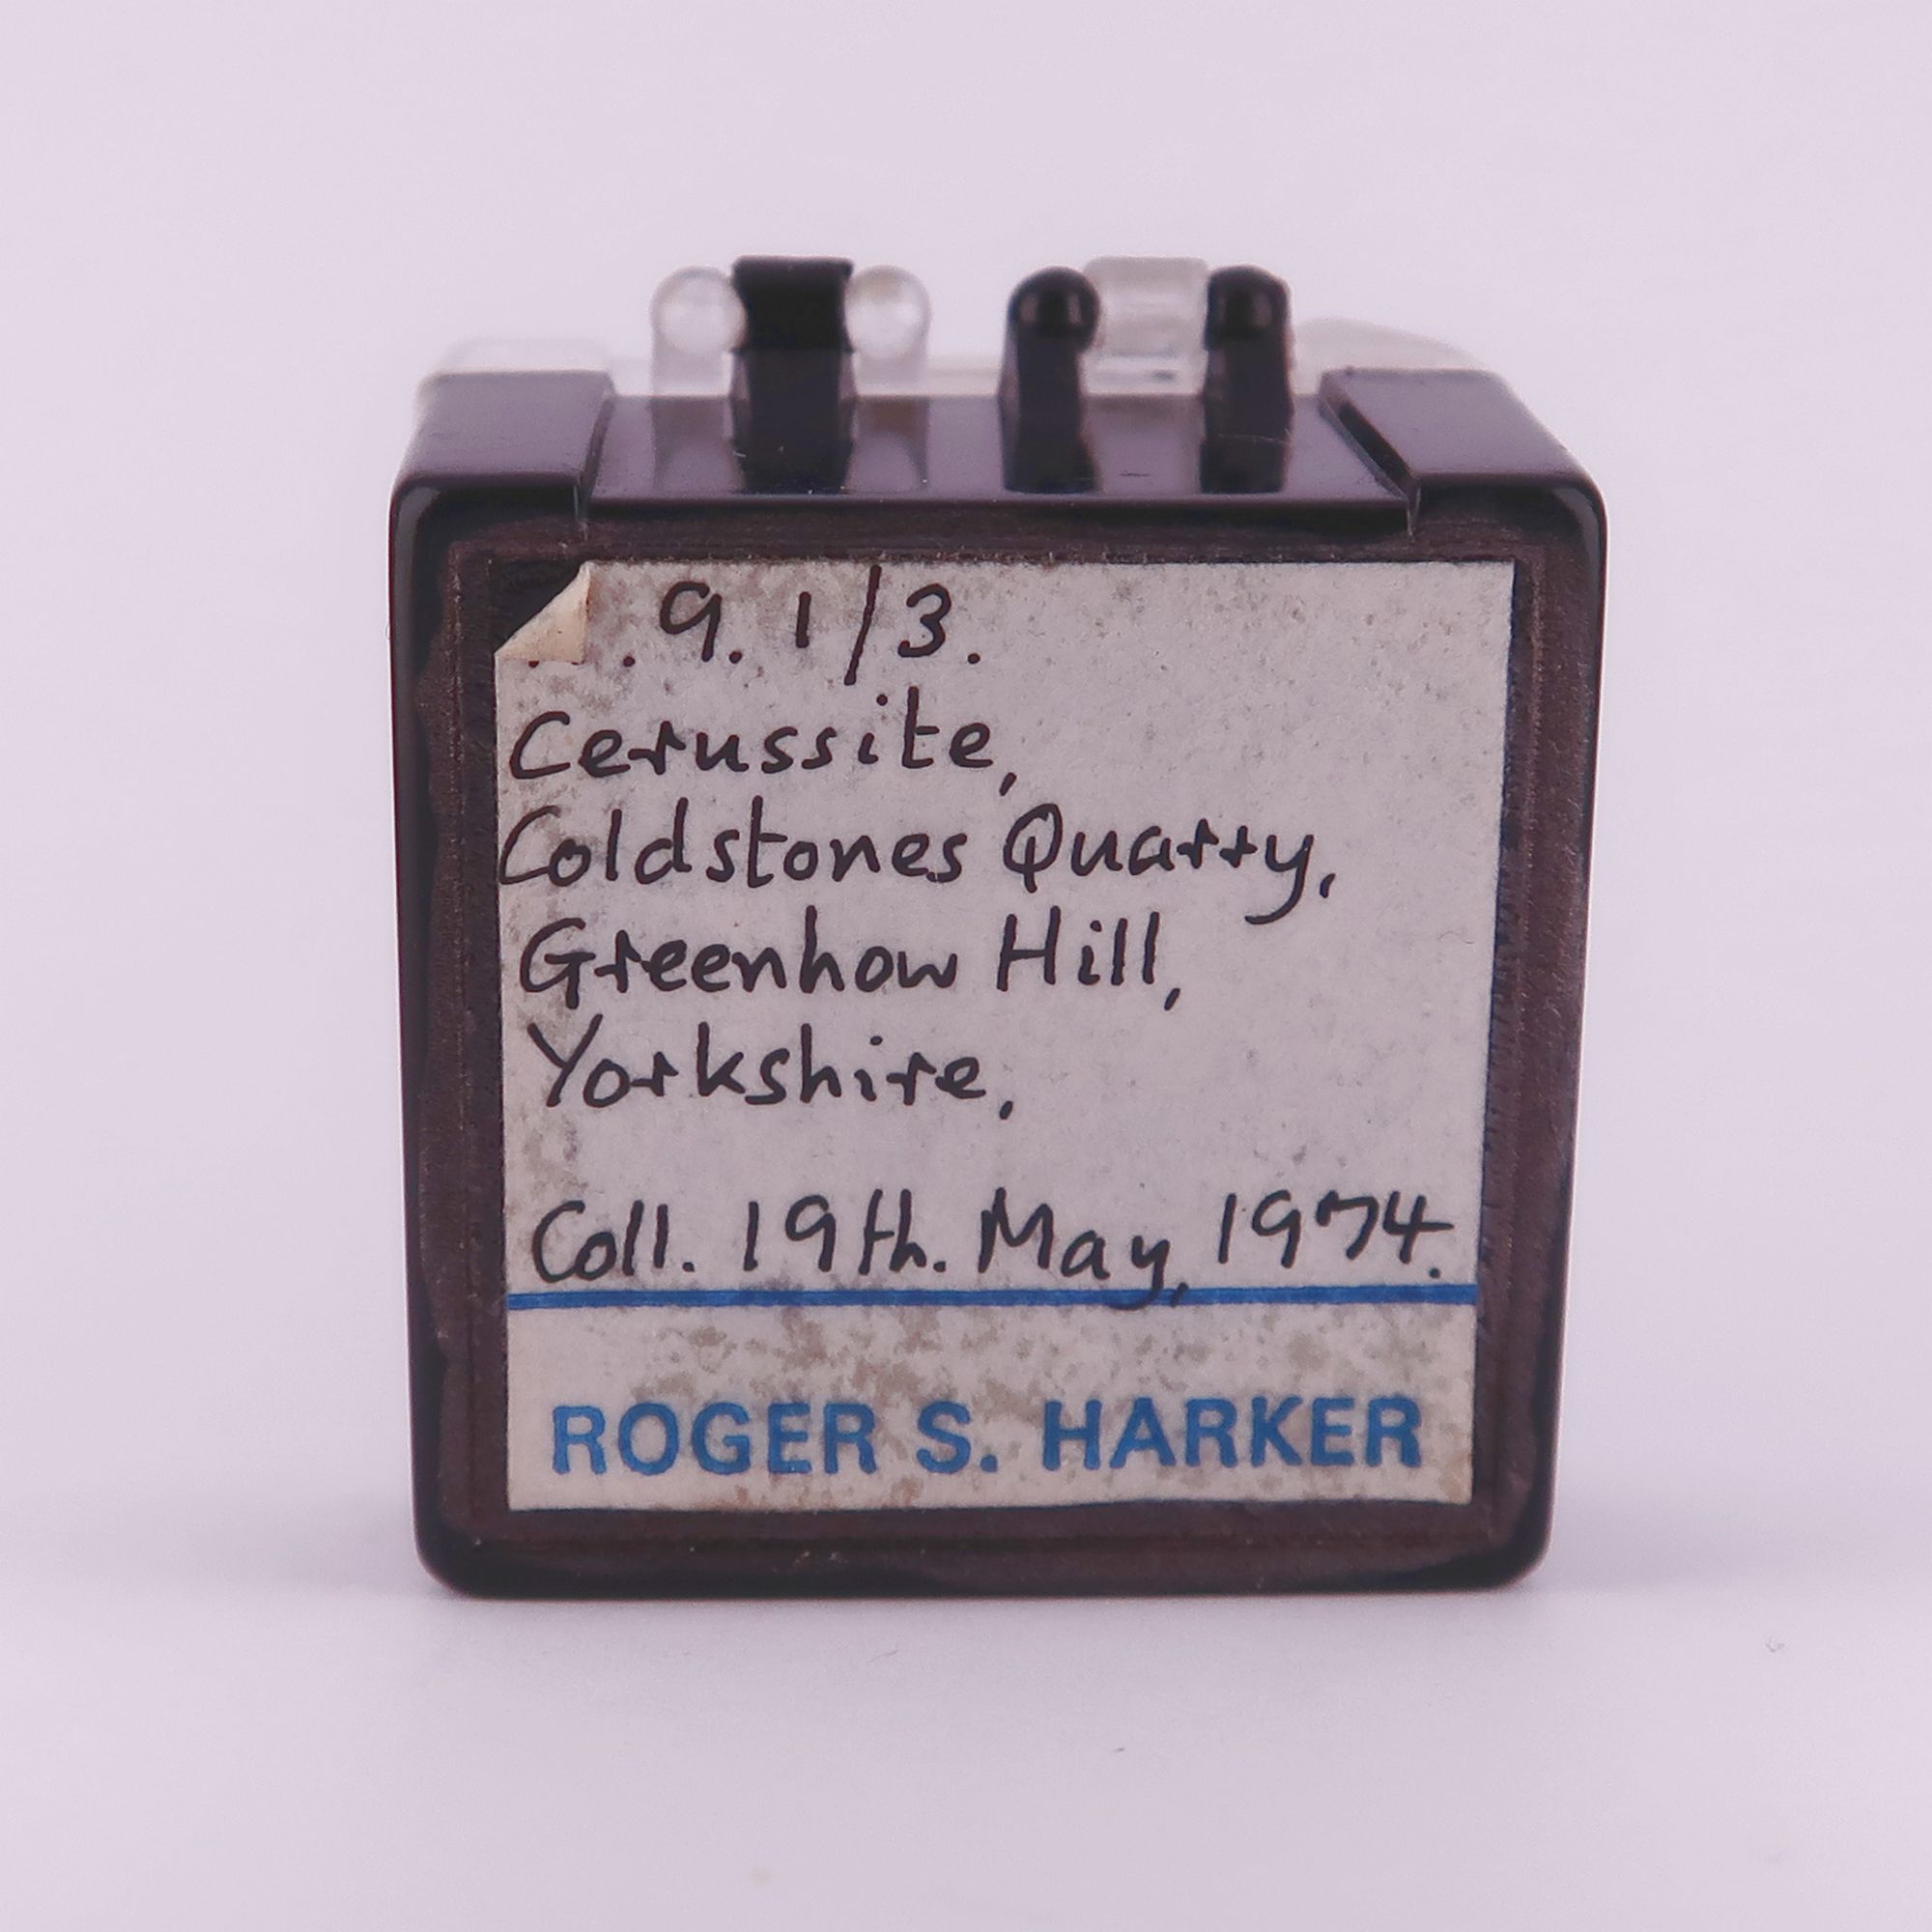 . 9. 1/3.
Cerussite,
Coldstones Quarry,
Greenhow Hill,
Yorkshire,
Coll. 19th. May, 1974.
ROGER S. HARKER